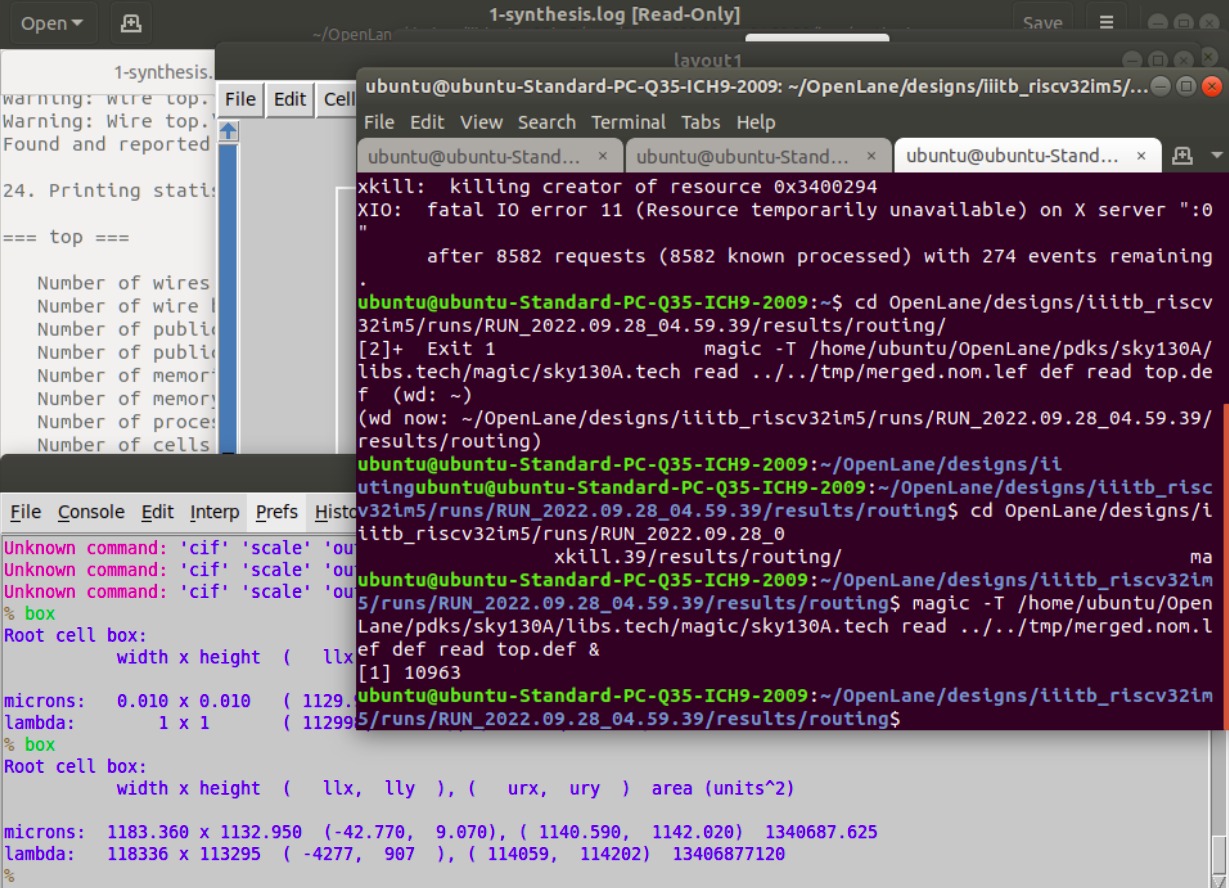 Open
1-synthesis.log [Read-Only]
~/OpenLan
Save
1-synthesis.
layout1
Warning: Wire top.
Warning: Wire top.
Found and reported
24. Printing statis
=== top ===
Number of wires
Number of wire
Number of public
Number of public
Number of memor
Number of memory
Number of proces
Number of cells
File Edit Cell
ubuntu@ubuntu-Standard-PC-Q35-ICH9-2009: ~/OpenLane/designs/iiitb_riscv32im5/...
File Edit View Search Terminal Tabs Help
ubuntu@ubuntu-Stand... × ubuntu@ubuntu-Stand... × ubuntu@ubuntu-Stand... ×
xkill:  killing creator of resource 0x3400294
XIO:  fatal IO error 11 (Resource temporarily unavailable) on X server ":0
"
      after 8582 requests (8582 known processed) with 274 events remaining
.
ubuntu@ubuntu-Standard-PC-Q35-ICH9-2009:~$ cd OpenLane/designs/iiitb_riscv
32im5/runs/RUN_2022.09.28_04.59.39/results/routing/
[2]+  Exit 1                  magic -T /home/ubuntu/OpenLane/pdks/sky130A/
libs.tech/magic/sky130A.tech read ../../tmp/merged.nom.lef def read top.de
f  (wd: ~)
(wd now: ~/OpenLane/designs/iiitb_riscv32im5/runs/RUN_2022.09.28_04.59.39/
results/routing)
ubuntu@ubuntu-Standard-PC-Q35-ICH9-2009:~/OpenLane/designs/ii
utingubuntu@ubuntu-Standard-PC-Q35-ICH9-2009:~/OpenLane/designs/iiitb_risc
v32im5/runs/RUN_2022.09.28_04.59.39/results/routing$ cd OpenLane/designs/i
iitb_riscv32im5/runs/RUN_2022.09.28_0
                 xkill.39/results/routing/                              ma
ubuntu@ubuntu-Standard-PC-Q35-ICH9-2009:~/OpenLane/designs/iiitb_riscv32im
5/runs/RUN_2022.09.28_04.59.39/results/routing$ magic -T /home/ubuntu/Open
Lane/pdks/sky130A/libs.tech/magic/sky130A.tech read ../../tmp/merged.nom.l
ef def read top.def &
[1] 10963
ubuntu@ubuntu-Standard-PC-Q35-ICH9-2009:~/OpenLane/designs/iiitb_riscv32im
5/runs/RUN_2022.09.28_04.59.39/results/routing$
File Console Edit Interp Prefs Histo
Unknown command: 'cif' 'scale' 'ou
Unknown command: 'cif' 'scale' 'ou
Unknown command: 'cif' 'scale' 'ou
% box
Root cell box:
width x height  (   llx
microns:   0.010 x 0.010   ( 1129.
lambda:         1 x 1       ( 11299
% box
Root cell box:
width x height  (   llx,  lly  ), (   urx,  ury  )  area (units^2)
microns:  1183.360 x 1132.950  (-42.770,  9.070), ( 1140.590,  1142.020)  1340687.625
lambda:   118336 x 113295  ( -4277,  907  ), ( 114059,  114202)  13406877120
%